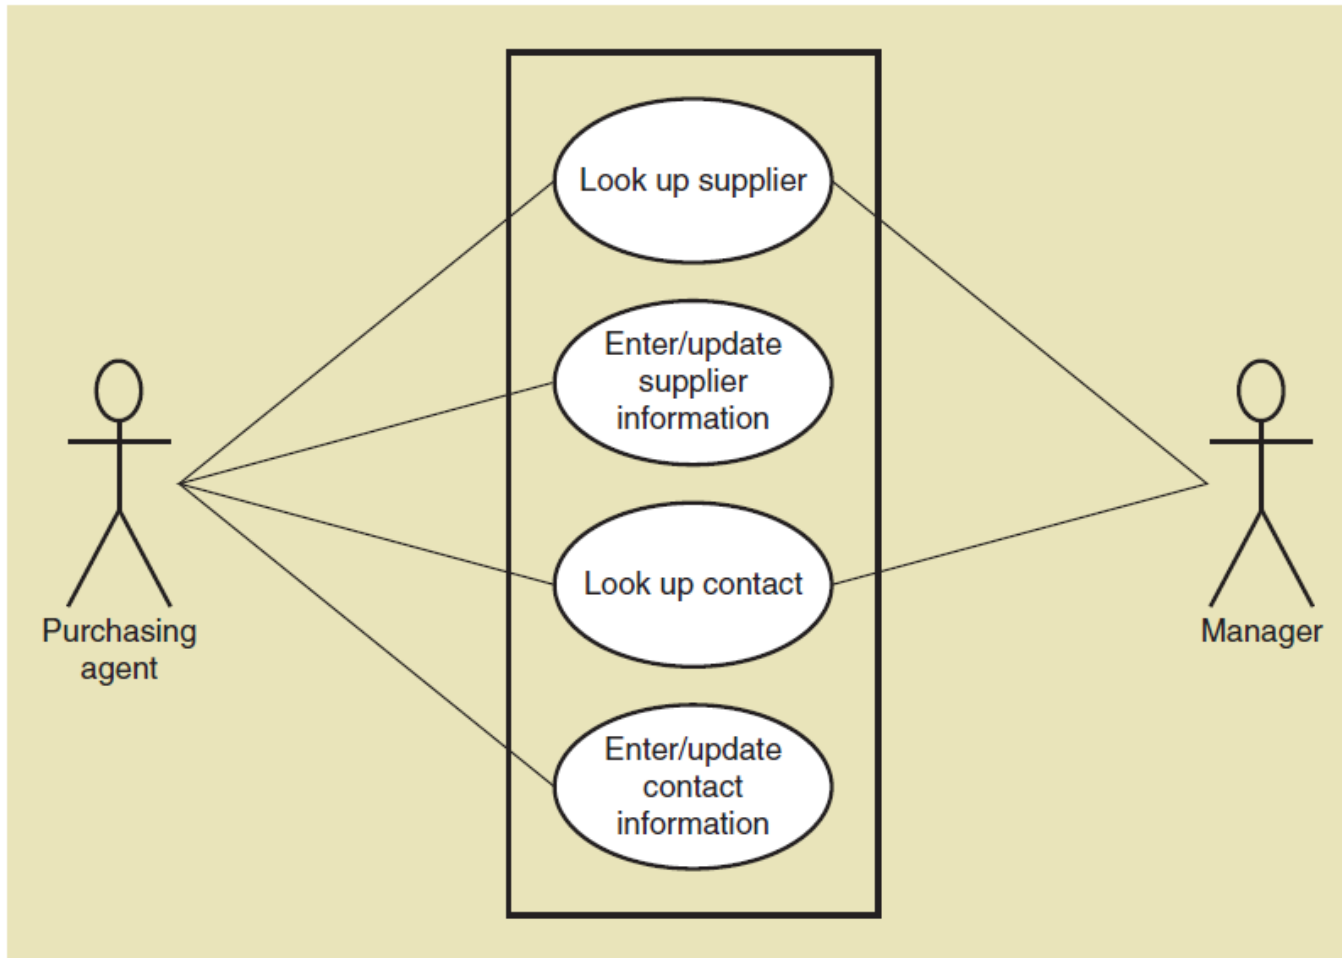 Look up supplier
Enter/update
supplier
information
Look up contact
Enter/update
contact
information
Purchasing
agent
Manager